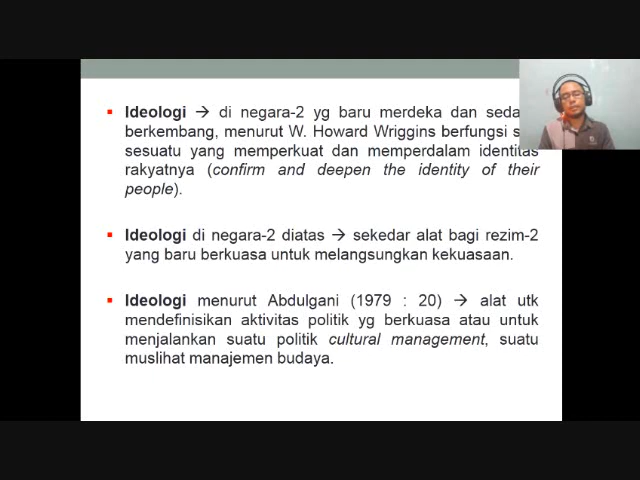 Ideologi → di negara-2 yg baru merdeka dan
berkembang, menurut W. Howard Wriggins berfungsi
sesuatu yang memperkuat dan memperdalam identitas
rakyatnya (confirm and deepen the identity of their
people).
Ideologi di negara-2 diatas → sekedar alat bagi rezim-2
yang baru berkuasa untuk melangsungkan kekuasaan.
Ideologi menurut Abdulgani (1979 : 20) → alat utk
mendefinisikan aktivitas politik yg berkuasa atau untuk
menjalankan suatu politik cultural management, suatu
muslihat manajemen budaya.